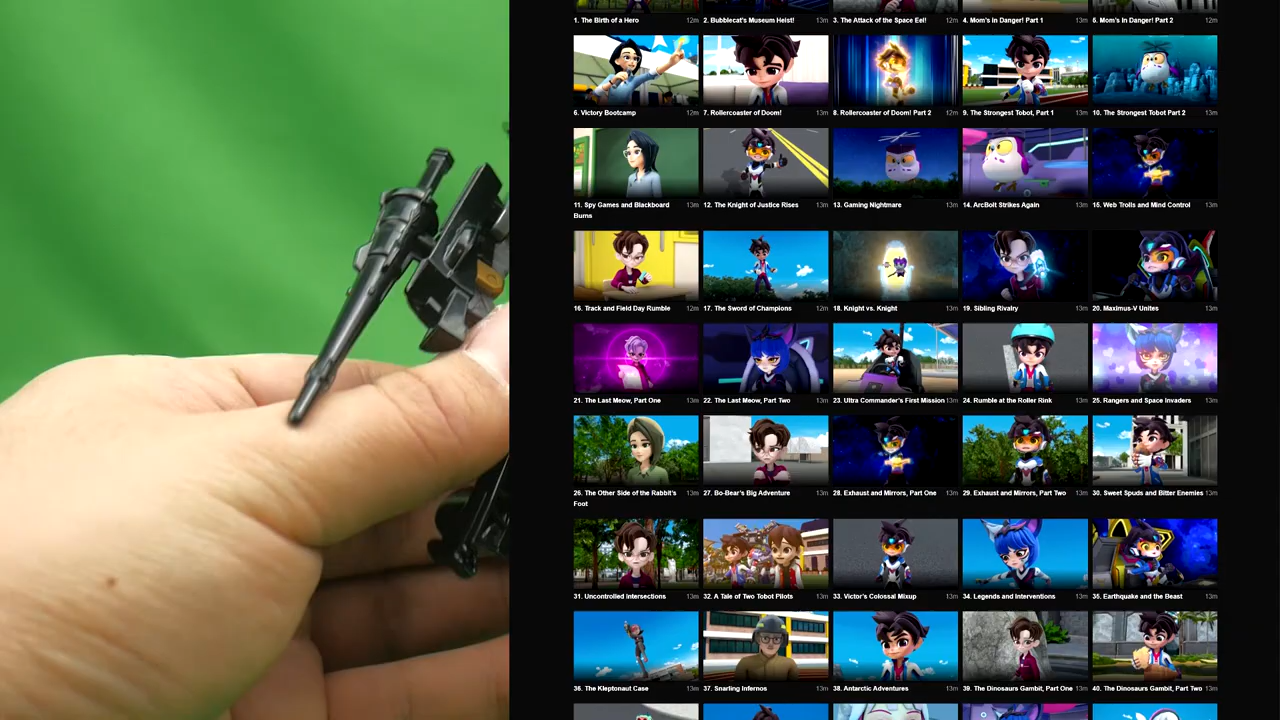 1. The Birth of a Hero 12m
2. Bubblecat's Museum Heist! 12m
3. The Attack of the Space Eel! 13m
4. Mom's in Danger! Part 1 13m
5. Mom's in Danger! Part 2 12m
6. Victory Bootcamp 12m
7. Rollercoaster of Doom! 13m
8. Rollercoaster of Doom! Part 2 12m
9. The Strongest Tobot, Part 1 13m
10. The Strongest Tobot Part 2 13m
11. Spy Games and Blackboard 13m
Burns
12. The Knight of Justice Rises 13m
13. Gaming Nightmare 13m
14. ArcBolt Strikes Again 13m
15. Web Trolls and Mind Control 13m
16. Track and Field Day Rumble 13m
17. The Sword of Champions 13m
18. Knight vs. Knight 13m
19. Sibling Rivalry 13m
20. Maximus-V Unites 13m
21. The Last Meow, Part One 13m
22. The Last Meow, Part Two 13m
23. Ultra Commander's First Mission 13m
24. Rumble at the Roller Rink 13m
25. Rangers and Space Invaders 13m
26. The Other Side of the Rabbit's 13m
Foot
27. Bo-Bear's Big Adventure 13m
28. Exhaust and Mirrors, Part One 13m
29. Exhaust and Mirrors, Part Two 13m
30. Sweet Spuds and Bitter Enemies 13m
31. Uncontrolled Intersections 13m
32. A Tale of Two Tobot Pilots 13m
33. Victor's Colossal Mixup 13m
34. Legends and Interventions 13m
35. Earthquake and the Beast 13m
36. The Kleptonaut Case 13m
37. Snarling Infernos 13m
38. Antarctic Adventures 13m
39. The Dinosaurs Gambit, Part One 13m
40. The Dinosaurs Gambit, Part Two 13m